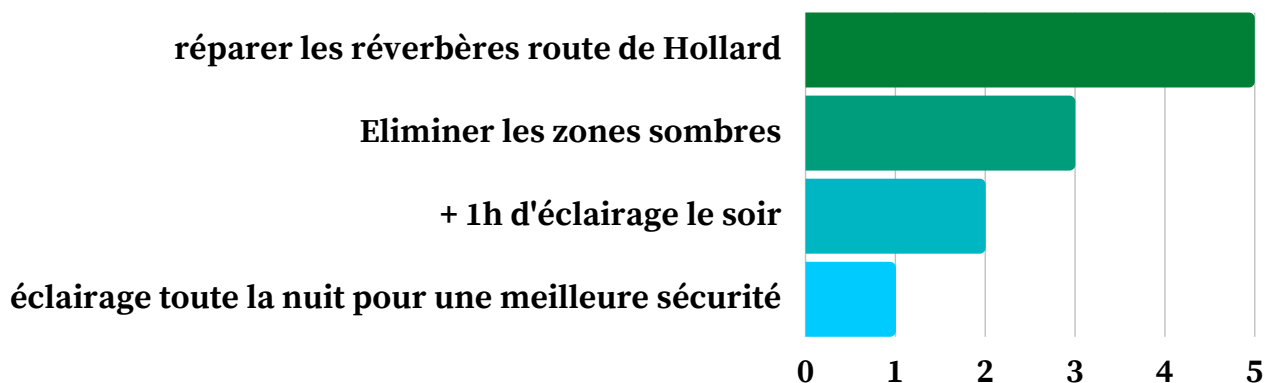 réparer les réverbères route de Hollard
Eliminer les zones sombres
+ 1h d'éclairage le soir
éclairage toute la nuit pour une meilleure sécurité
0 1 2 3 4 5